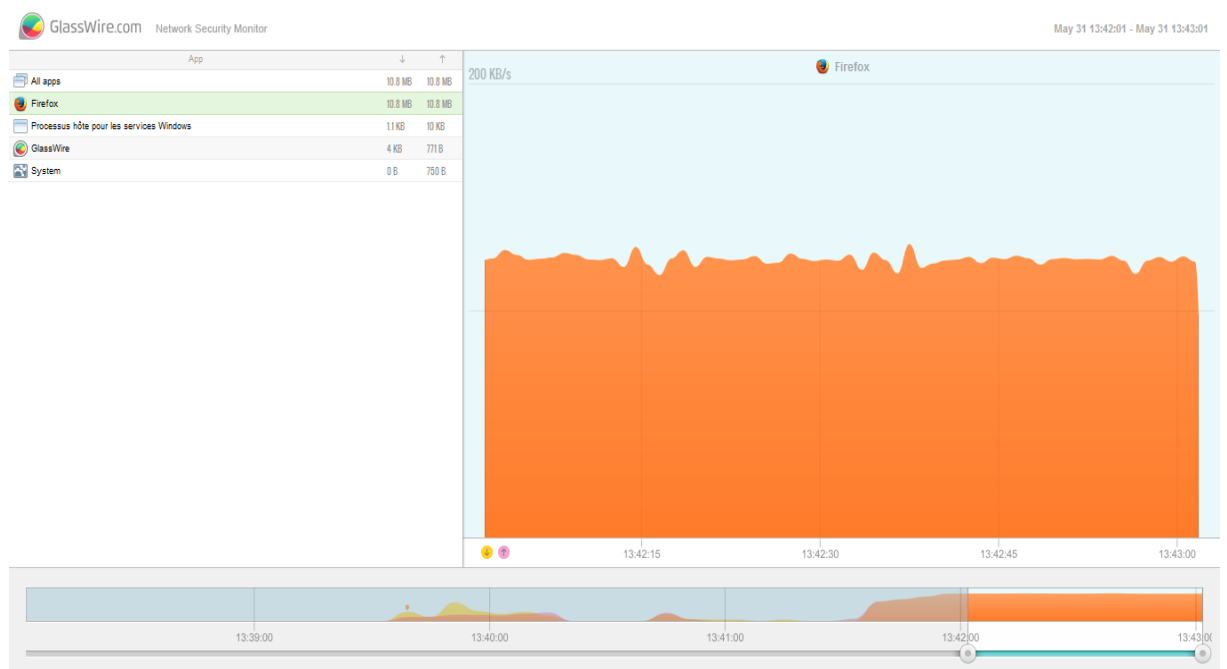 GlassWire.com Network Security Monitor May 31 13:42:01 - May 31 13:43:01
App ↓ ↑
All apps 10.8 MB 10.8 MB
Firefox 10.8 MB 10.8 MB
Processus hôte pour les services Windows 1.1 KB 10 KB
GlassWire 4 KB 771 B
System 0 B 750 B
Firefox
200 KB/s
13:42:15 13:42:30 13:42:45 13:43:00
13:39:00 13:40:00 13:41:00 13:42:00 13:43:00